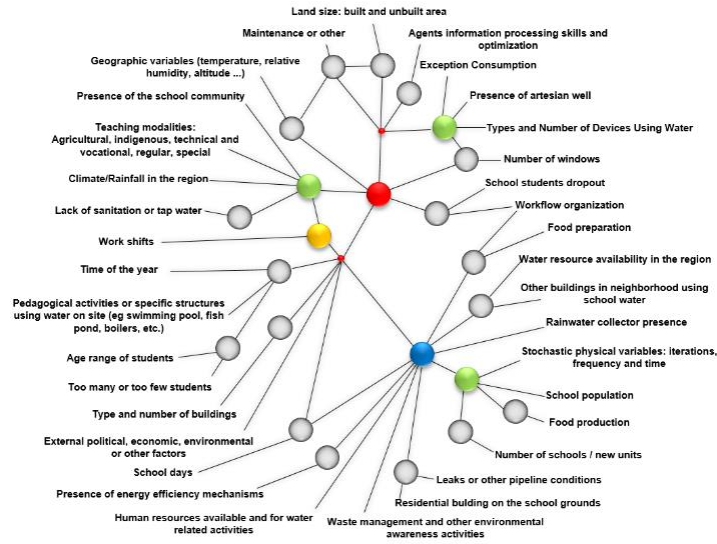 Land size: built and unbuilt area
Maintenance or other
Agents information processing skills and
optimization
Geographic variables (temperature, relative
humidity, altitude ...)
Exception Consumption
Presence of the school community
Presence of artesian well
Teaching modalities:
Agricultural, indigenous, technical and
vocational, regular, special
Types and Number of Devices Using Water
Number of windows
Climate/Rainfall in the region
School students dropout
Lack of sanitation or tap water
Workflow organization
Food preparation
Work shifts
Water resource availability in the region
Time of the year
Other buildings in neighborhood using
school water
Pedagogical activities or specific structures
using water on site (eg swimming pool, fish
pond, boilers, etc.)
Rainwater collector presence
Stochastic physical variables: iterations,
frequency and time
Age range of students
Too many or too few students
School population
Type and number of buildings
Food production
External political, economic, environmental
or other factors
Number of schools / new units
School days
Leaks or other pipeline conditions
Presence of energy efficiency mechanisms
Residential bulding on the school grounds
Human resources available and for water
related activities
Waste management and other environmental
awareness activities